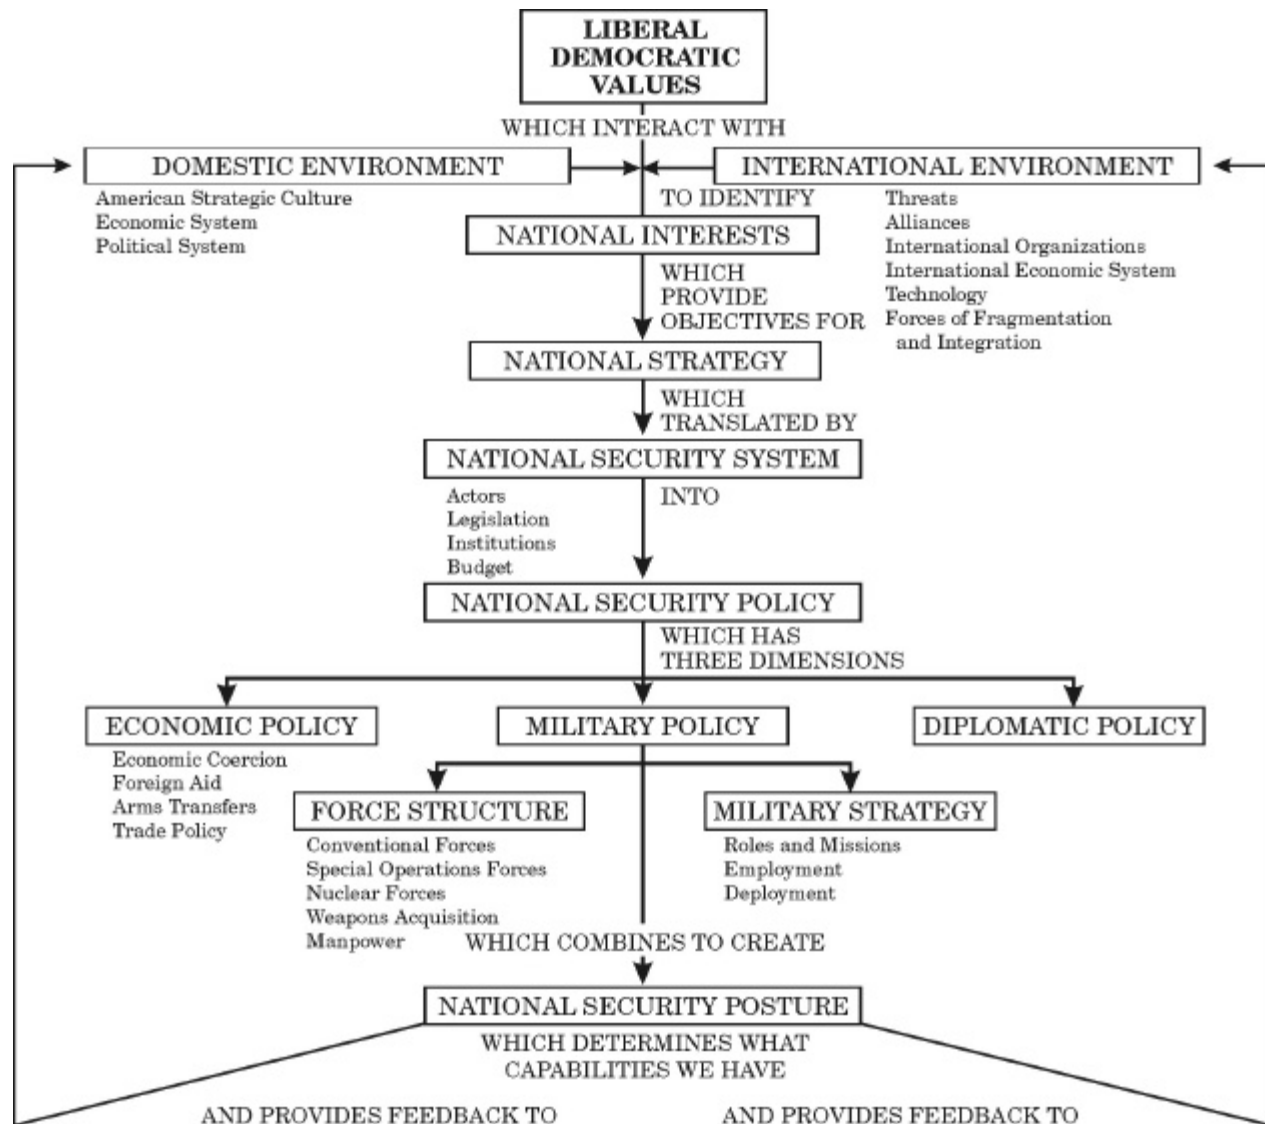 LIBERAL
DEMOCRATIC
VALUES
WHICH INTERACT WITH
DOMESTIC ENVIRONMENT
American Strategic Culture
Economic System
Political System
INTERNATIONAL ENVIRONMENT
Threats
Alliances
International Organizations
International Economic System
Technology
Forces of Fragmentation
and Integration
TO IDENTIFY
NATIONAL INTERESTS
WHICH
PROVIDE
OBJECTIVES FOR
NATIONAL STRATEGY
WHICH
TRANSLATED BY
NATIONAL SECURITY SYSTEM
Actors
Legislation
Institutions
Budget
INTO
NATIONAL SECURITY POLICY
WHICH HAS
THREE DIMENSIONS
ECONOMIC POLICY
Economic Coercion
Foreign Aid
Arms Transfers
Trade Policy
MILITARY POLICY
DIPLOMATIC POLICY
FORCE STRUCTURE
Conventional Forces
Special Operations Forces
Nuclear Forces
Weapons Acquisition
Manpower
MILITARY STRATEGY
Roles and Missions
Employment
Deployment
WHICH COMBINES TO CREATE
NATIONAL SECURITY POSTURE
WHICH DETERMINES WHAT
CAPABILITIES WE HAVE
AND PROVIDES FEEDBACK TO
AND PROVIDES FEEDBACK TO